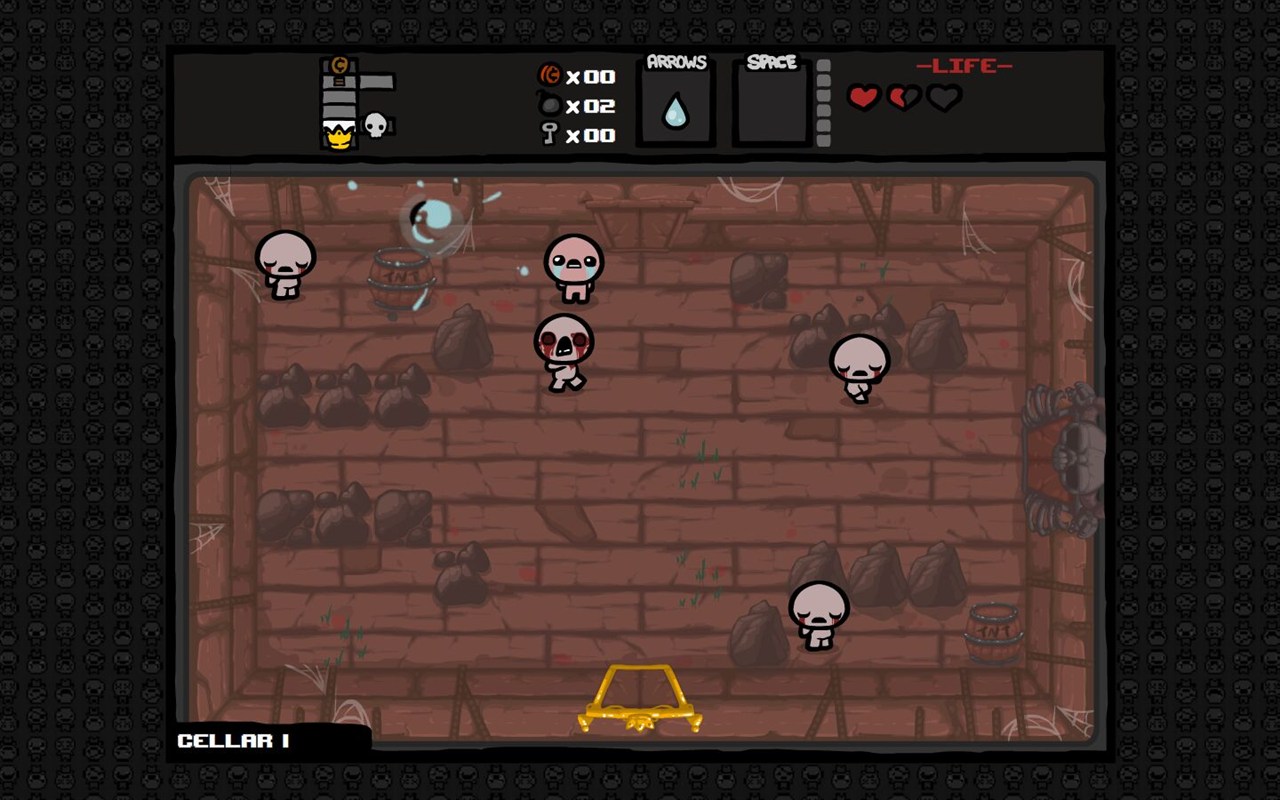 ARROWS
SPACE
-LIFE-
x00
x02
x00
TNT
TNT
CELLAR I